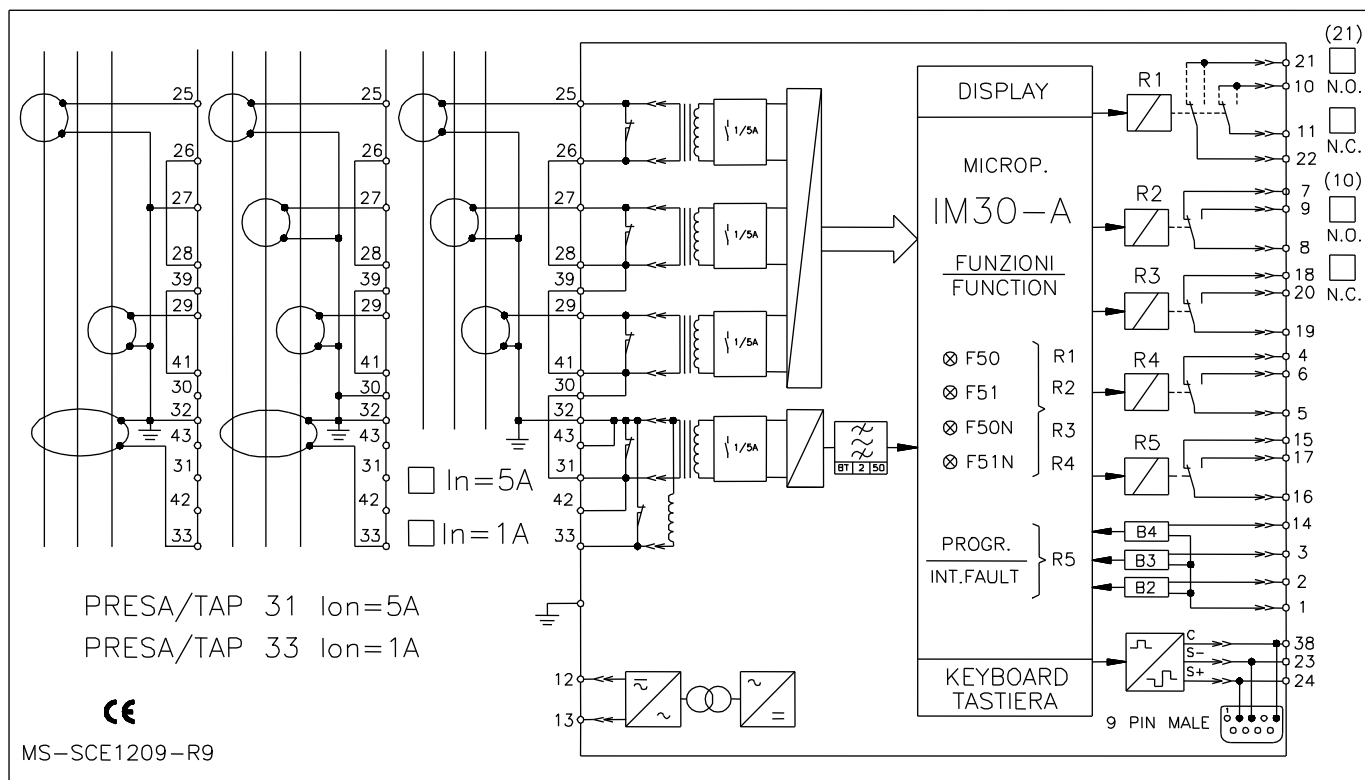 25
26
27
28
39
29
41
30
32
43
31
42
33
25
26
27
28
39
29
41
30
32
43
31
42
33
25
26
27
28
39
29
41
30
32
43
31
42
33
In=5A
In=1A
PRESA/TAP 31 Ion=5A
PRESA/TAP 33 Ion=1A
CE
MS-SCE1209-R9
1/5A
1/5A
1/5A
1/5A
BT 2 50
12
13
DISPLAY
MICROP.
IM30-A
FUNZIONI
FUNCTION
F50 R1
F51 R2
F50N R3
F51N R4
PROGR.
INT.FAULT
R5
KEYBOARD
TASTIERA
R1
R2
R3
R4
R5
B4
B3
B2
C
S-
S+
21
10
11
22
7
9
8
18
20
19
4
6
5
15
17
16
14
3
2
1
38
23
24
(21)
N.O.
N.C.
(10)
N.O.
N.C.
9 PIN MALE
1